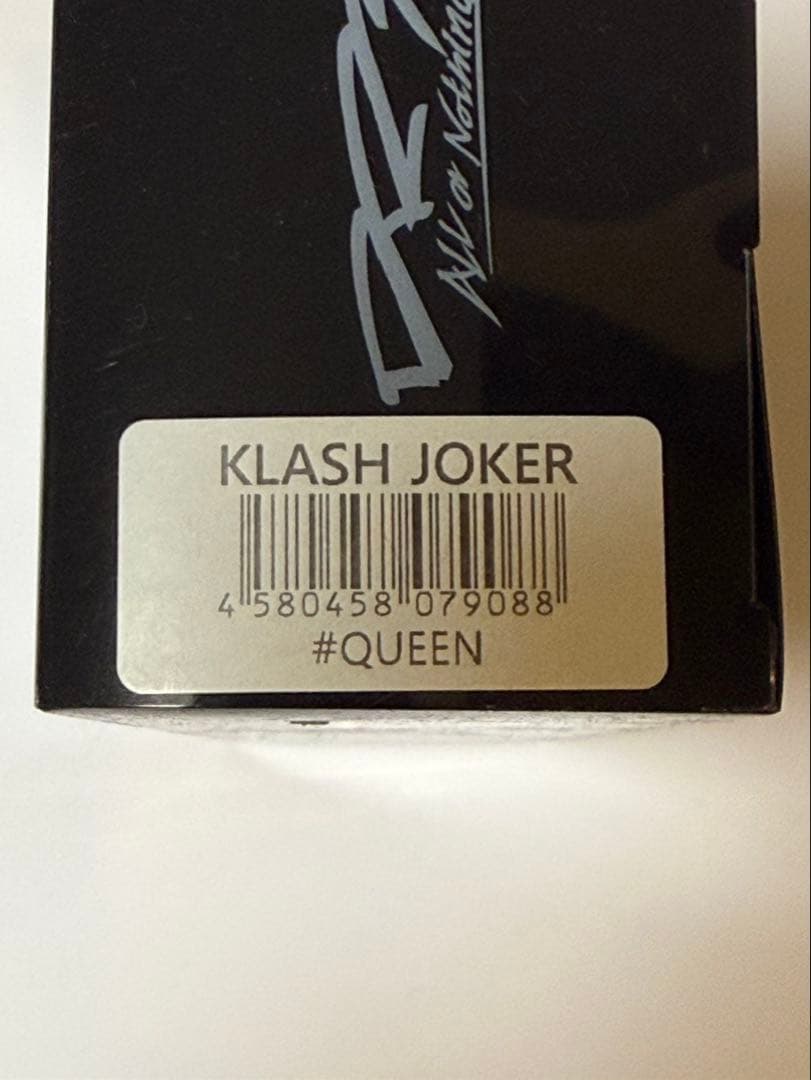 All or Nothing
KLASH JOKER
4 580458 079088
#QUEEN